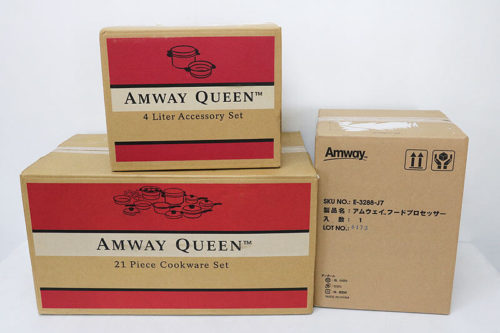 AMWAY QUEEN™
4 Liter Accessory Set
AMWAY QUEEN™
21 Piece Cookware Set
Amway™
SKU NO.: E-3288-J7
製品名：アムウェイ,フードプロセッサー
入 数： 1
LOT NO.: